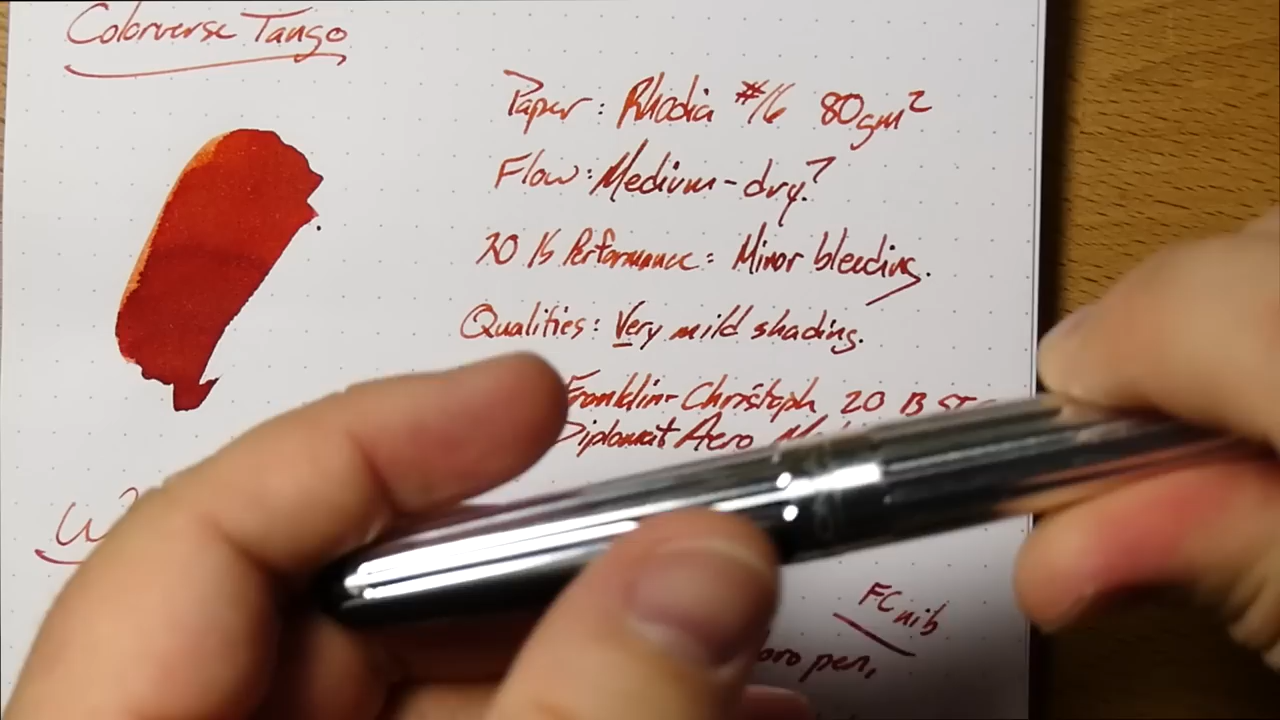 Colorverse Tango
Paper: Rhodia #16 80gm²
Flow: Medium-dry?
20 lb Performance: Minor bleeding.
Qualities: Very mild shading.
Franklin-Christoph 20 B
Diplomat Aero
FC nib
pen,